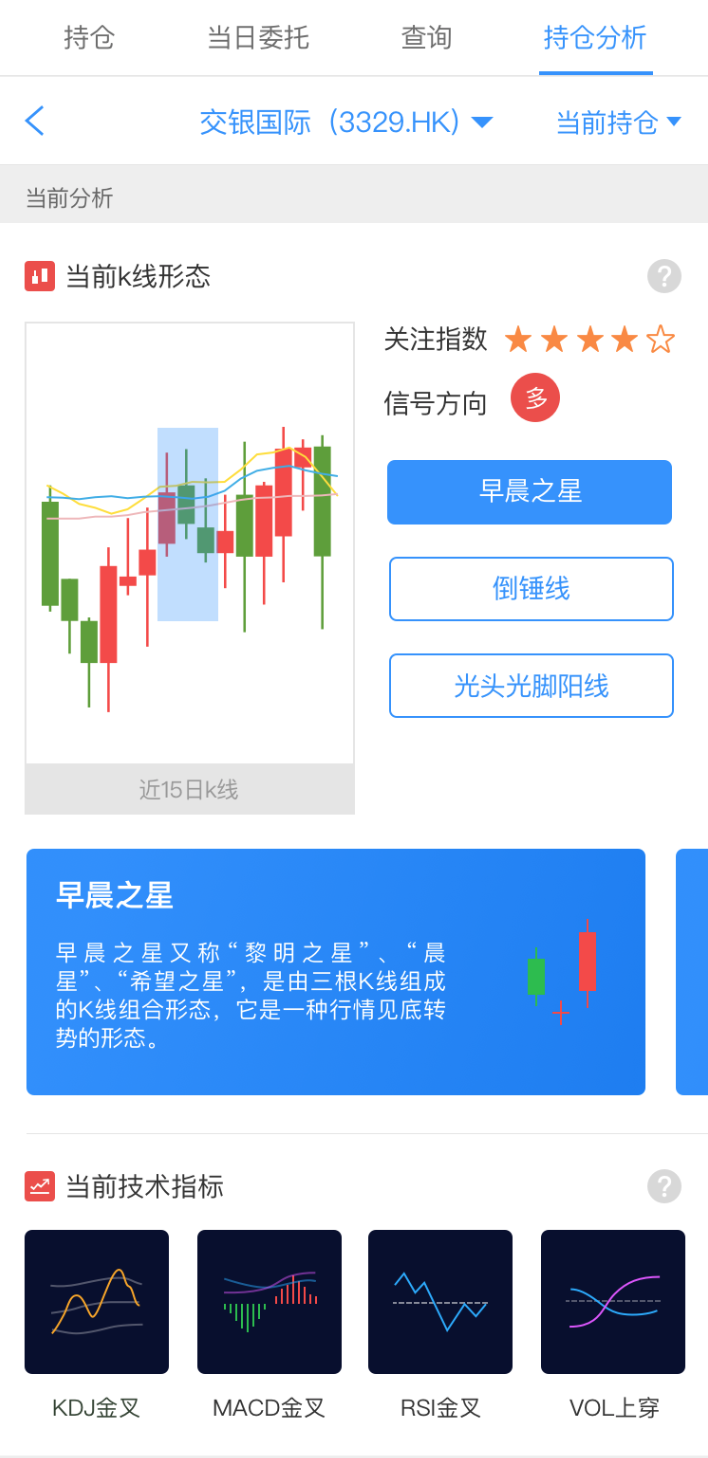 持仓 当日委托 查询 持仓分析
交银国际（3329.HK） 当前持仓
当前分析
当前k线形态 ?
关注指数
信号方向 多
早晨之星
倒锤线
光头光脚阳线
近15日k线
早晨之星
早晨之星又称“黎明之星”、“晨
星”、“希望之星”，是由三根K线组成
的K线组合形态，它是一种行情见底转
势的形态。
当前技术指标 ?
KDJ金叉 MACD金叉 RSI金叉 VOL上穿